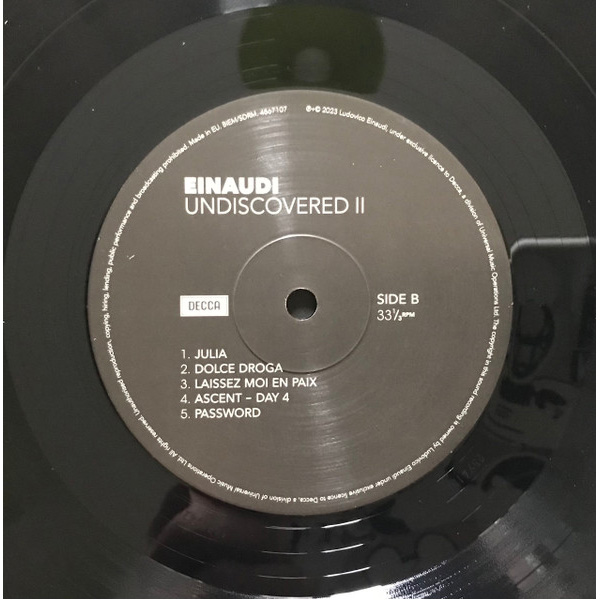 EINAUDI
UNDISCOVERED II
DECCA
SIDE B
33⅓RPM
1. JULIA
2. DOLCE DROGA
3. LAISSEZ MOI EN PAIX
4. ASCENT – DAY 4
5. PASSWORD
℗+© 2023 Ludovico Einaudi, under exclusive licence to Decca, a division of Universal Music Operations Ltd. The copyright in this sound recording is owned by Ludovico Einaudi under exclusive licence to Decca, a division of Universal Music Operations Ltd. All rights reserved. Unauthorised reproduction, copying, hiring, lending, public performance and broadcasting prohibited. Made in EU. BIEM/SDRM. 4867107